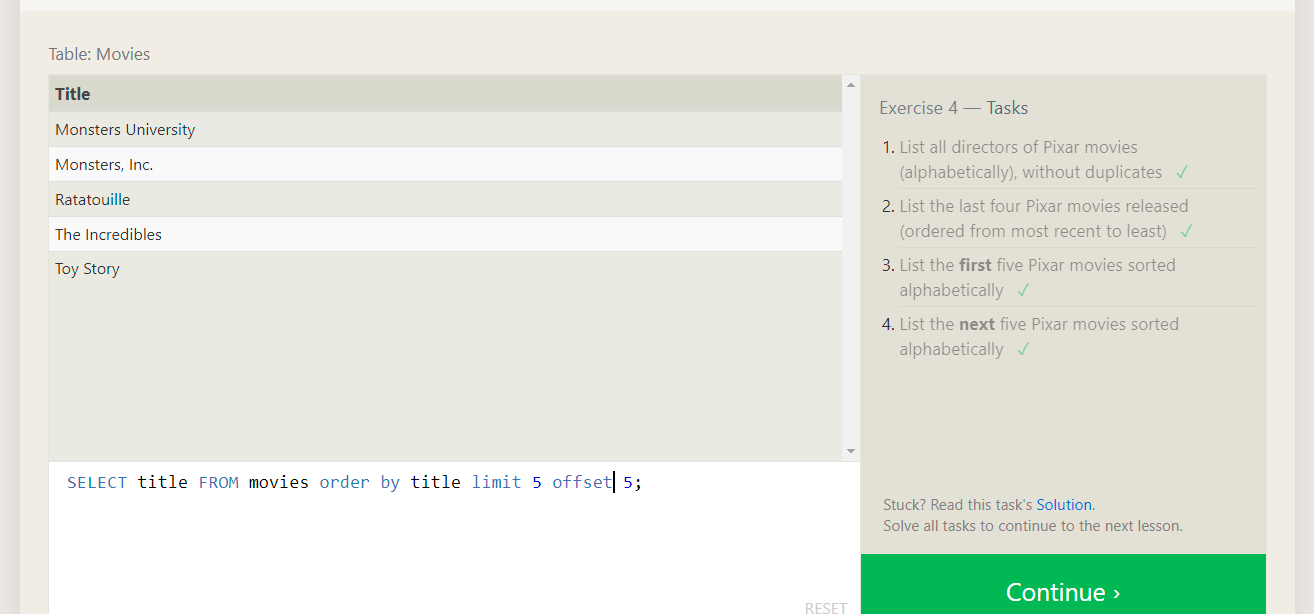 Table: Movies
Title
Monsters University
Monsters, Inc.
Ratatouille
The Incredibles
Toy Story
SELECT title FROM movies order by title limit 5 offset 5;
RESET
Exercise 4 — Tasks
1. List all directors of Pixar movies
(alphabetically), without duplicates ✓
2. List the last four Pixar movies released
(ordered from most recent to least) ✓
3. List the first five Pixar movies sorted
alphabetically ✓
4. List the next five Pixar movies sorted
alphabetically ✓
Stuck? Read this task's Solution.
Solve all tasks to continue to the next lesson.
Continue ›